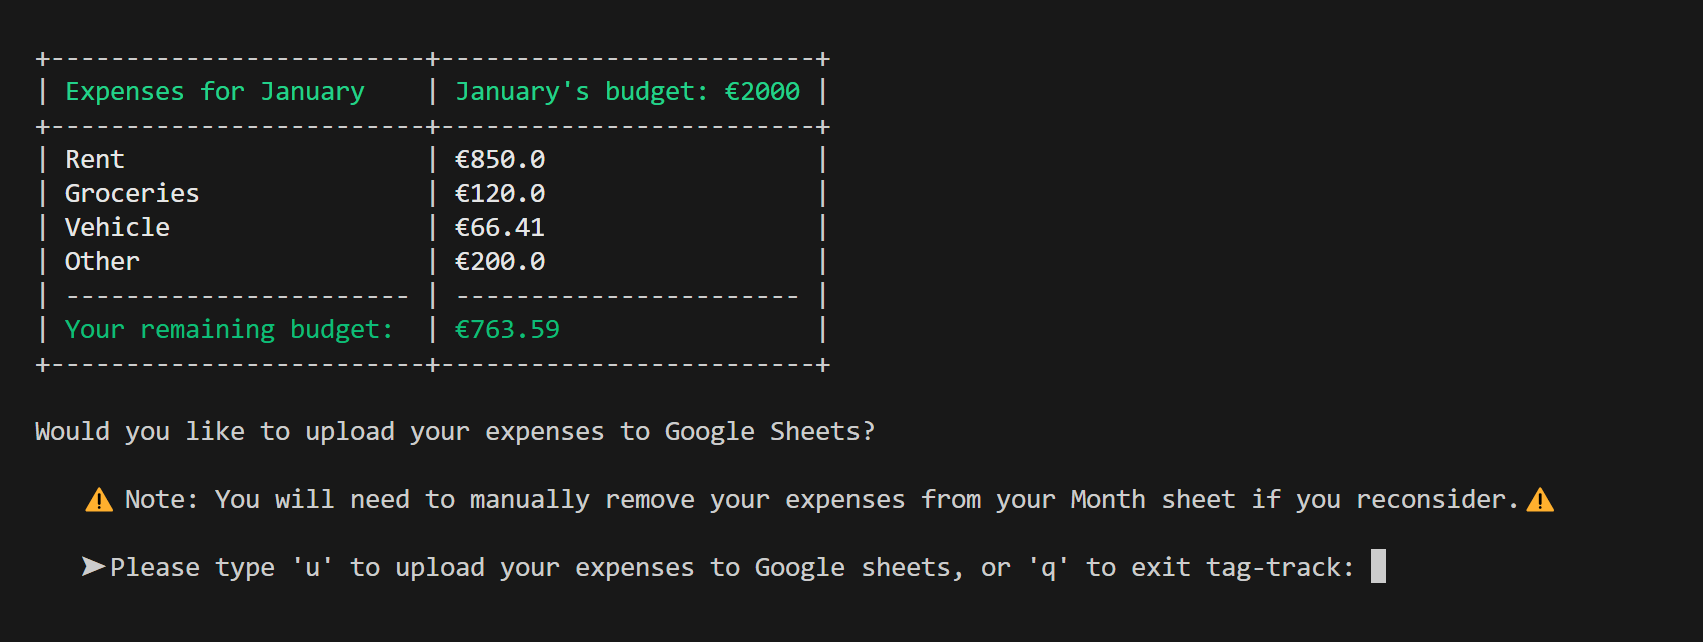 +-------------------------+-------------------------+
| Expenses for January    | January's budget: €2000 |
+-------------------------+-------------------------+
| Rent                    | €850.0                  |
| Groceries               | €120.0                  |
| Vehicle                 | €66.41                  |
| Other                   | €200.0                  |
| ----------------------- | ----------------------- |
| Your remaining budget:  | €763.59                 |
+-------------------------+-------------------------+
Would you like to upload your expenses to Google Sheets?
⚠️ Note: You will need to manually remove your expenses from your Month sheet if you reconsider.⚠️
➤Please type 'u' to upload your expenses to Google sheets, or 'q' to exit tag-track: